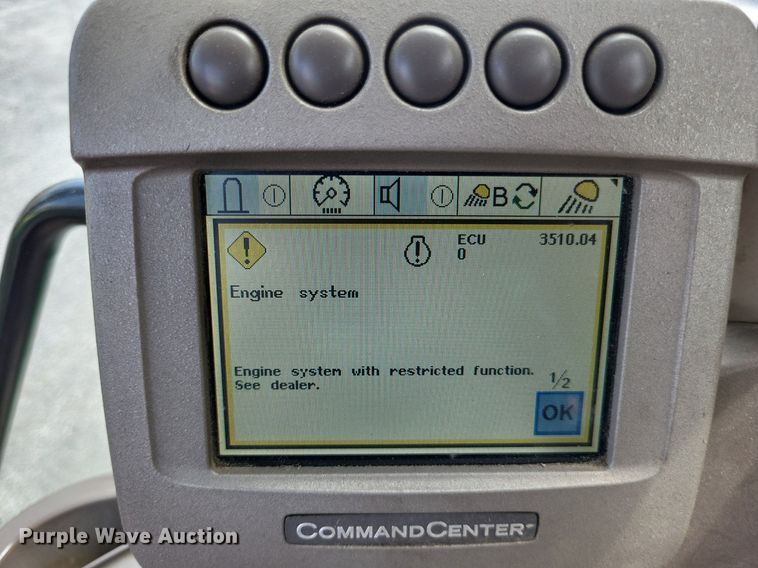 B
ECU 3510.04
0
Engine system
Engine system with restricted function.
See dealer.
1/2
OK
COMMANDCENTER™
Purple Wave Auction